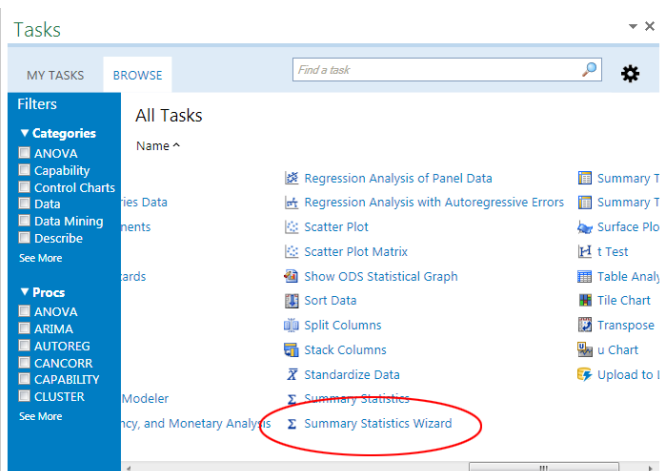 Tasks
MY TASKS
BROWSE
Find a task
Filters
Categories
ANOVA
Capability
Control Charts
Data
Data Mining
Describe
See More
Procs
ANOVA
ARIMA
AUTOREG
CANCORR
CAPABILITY
CLUSTER
See More
All Tasks
Name
ries Data
nents
ards
Modeler
ncy, and Monetary Analysis
Regression Analysis of Panel Data
Regression Analysis with Autoregressive Errors
Scatter Plot
Scatter Plot Matrix
Show ODS Statistical Graph
Sort Data
Split Columns
Stack Columns
Standardize Data
Summary Statistics
Summary Statistics Wizard
Summary T
Summary T
Surface Plo
t Test
Table Analy
Tile Chart
Transpose
u Chart
Upload to L